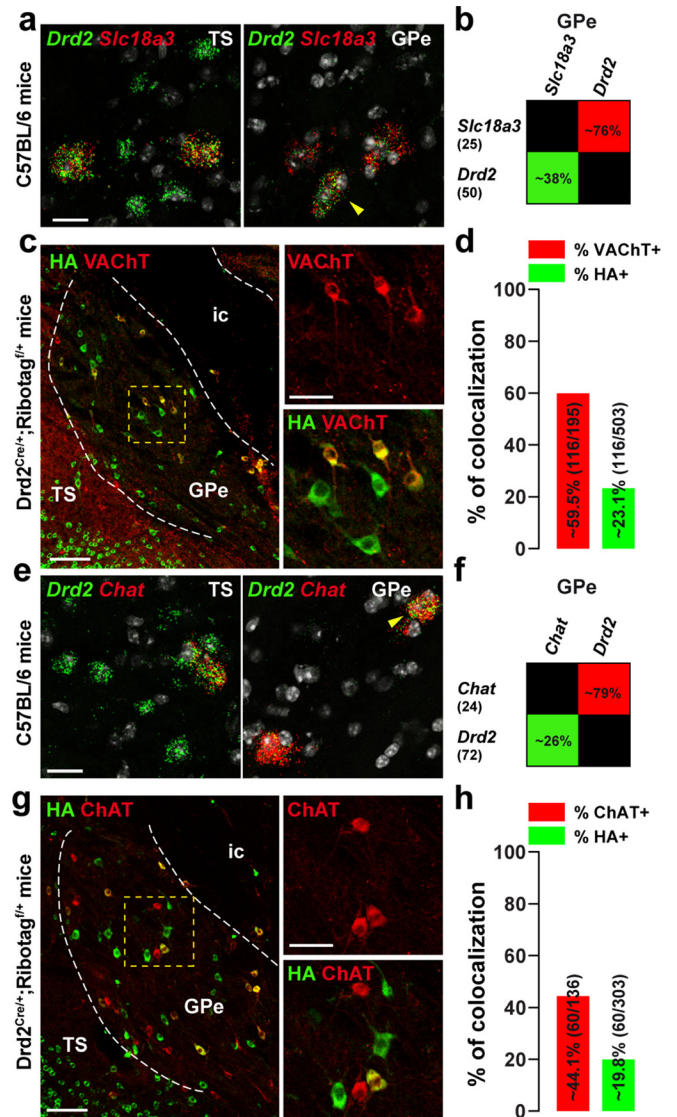 a
C57BL/6 mice
Drd2 Slc18a3 TS
Drd2 Slc18a3 GPe
b
GPe
Slc18a3
Drd2
Slc18a3
(25)
~76%
Drd2
(50)
~38%
c
Drd2Cre/+;Ribotagf/+ mice
HA VAChT
ic
TS
GPe
VAChT
HA VAChT
d
% VAChT+
% HA+
% of colocalization
100
80
60
40
20
0
~59.5% (116/195)
~23.1% (116/503)
e
C57BL/6 mice
Drd2 Chat TS
Drd2 Chat GPe
f
GPe
Chat
Drd2
Chat
(24)
~79%
Drd2
(72)
~26%
g
Drd2Cre/+;Ribotagf/+ mice
HA ChAT
ic
GPe
TS
ChAT
HA ChAT
h
% ChAT+
% HA+
% of colocalization
100
80
60
40
20
0
~44.1% (60/136)
~19.8% (60/303)